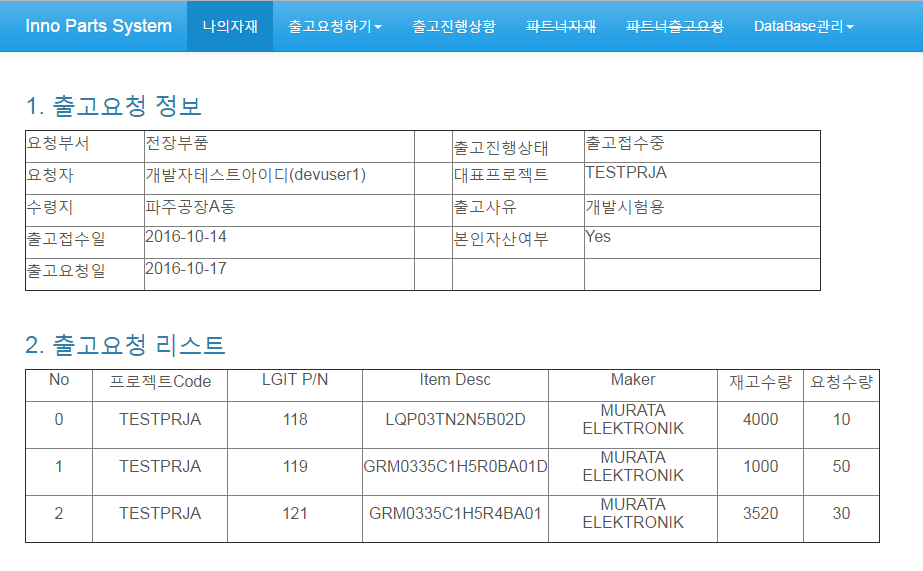 Inno Parts System 나의자재 출고요청하기 출고진행상황 파트너자재 파트너출고요청 DataBase관리
1. 출고요청 정보
요청부서 전장부품 출고진행상태 출고접수중
요청자 개발자테스트아이디(devuser1) 대표프로젝트 TESTPRJA
수령지 파주공장A동 출고사유 개발시험용
출고접수일 2016-10-14 본인자산여부 Yes
출고요청일 2016-10-17
2. 출고요청 리스트
No 프로젝트Code LGIT P/N Item Desc Maker 재고수량 요청수량
0 TESTPRJA 118 LQP03TN2N5B02D MURATA ELEKTRONIK 4000 10
1 TESTPRJA 119 GRM0335C1H5R0BA01D MURATA ELEKTRONIK 1000 50
2 TESTPRJA 121 GRM0335C1H5R4BA01 MURATA ELEKTRONIK 3520 30